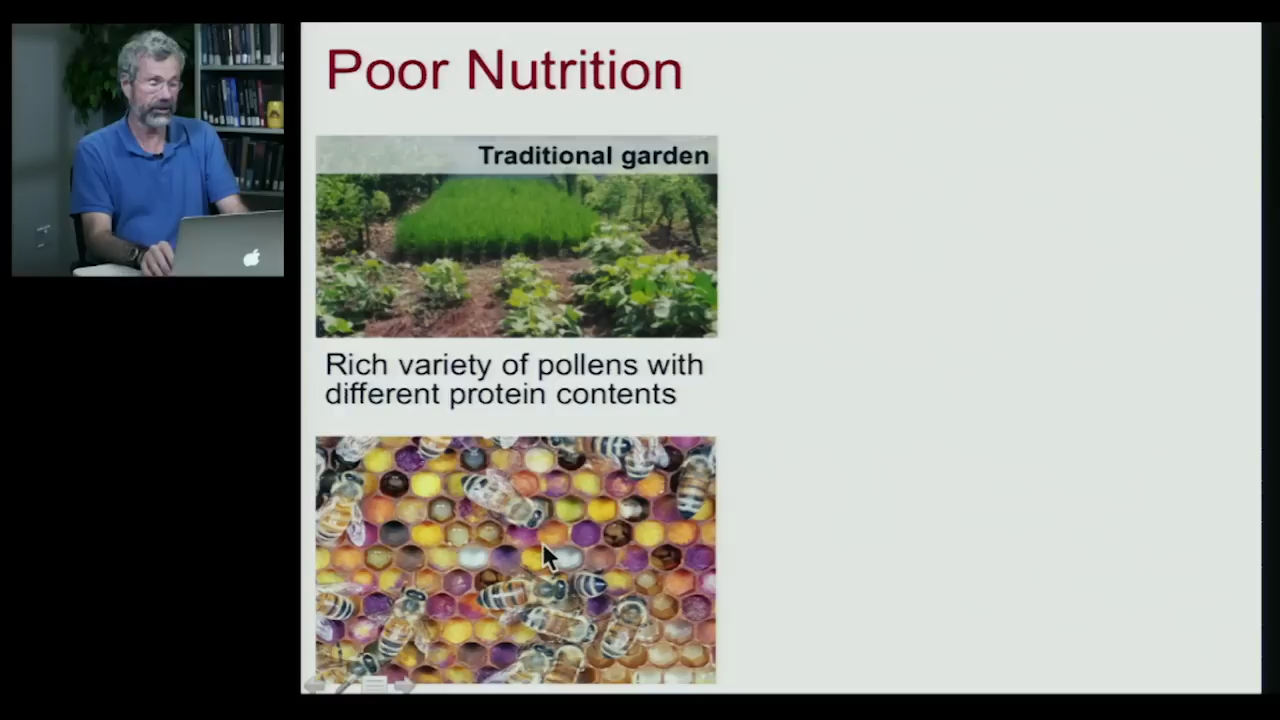 Poor Nutrition
Traditional garden
Rich variety of pollens with
different protein contents